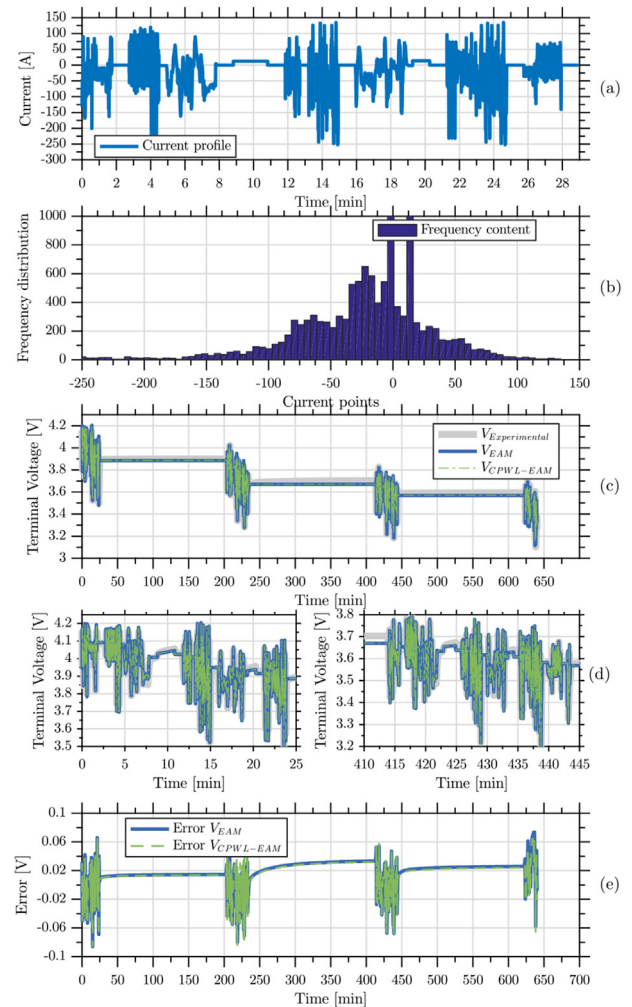 150
100
50
0
-50
-100
-150
-200
-250
-300
Current [A]
Current profile
(a)
0 2 4 6 8 10 12 14 16 18 20 22 24 26 28
Time [min]
1000
800
600
400
200
0
Frequency distribution
Frequency content
(b)
-250 -200 -150 -100 -50 0 50 100 150
Current points
4.2
4
3.8
3.6
3.4
3.2
3
Terminal Voltage [V]
V_Experimental
V_EAM
V_CPWL−EAM
(c)
0 50 100 150 200 250 300 350 400 450 500 550 600 650
Time [min]
4.2
4.1
4
3.9
3.8
3.7
3.6
3.5
Terminal Voltage [V]
0 5 10 15 20 25
Time [min]
3.8
3.7
3.6
3.5
3.4
3.3
3.2
Terminal Voltage [V]
(d)
410 415 420 425 430 435 440 445
Time [min]
0.1
0.06
0.02
-0.02
-0.06
-0.1
Error [V]
Error V_EAM
Error V_CPWL−EAM
(e)
0 50 100 150 200 250 300 350 400 450 500 550 600 650 700
Time [min]